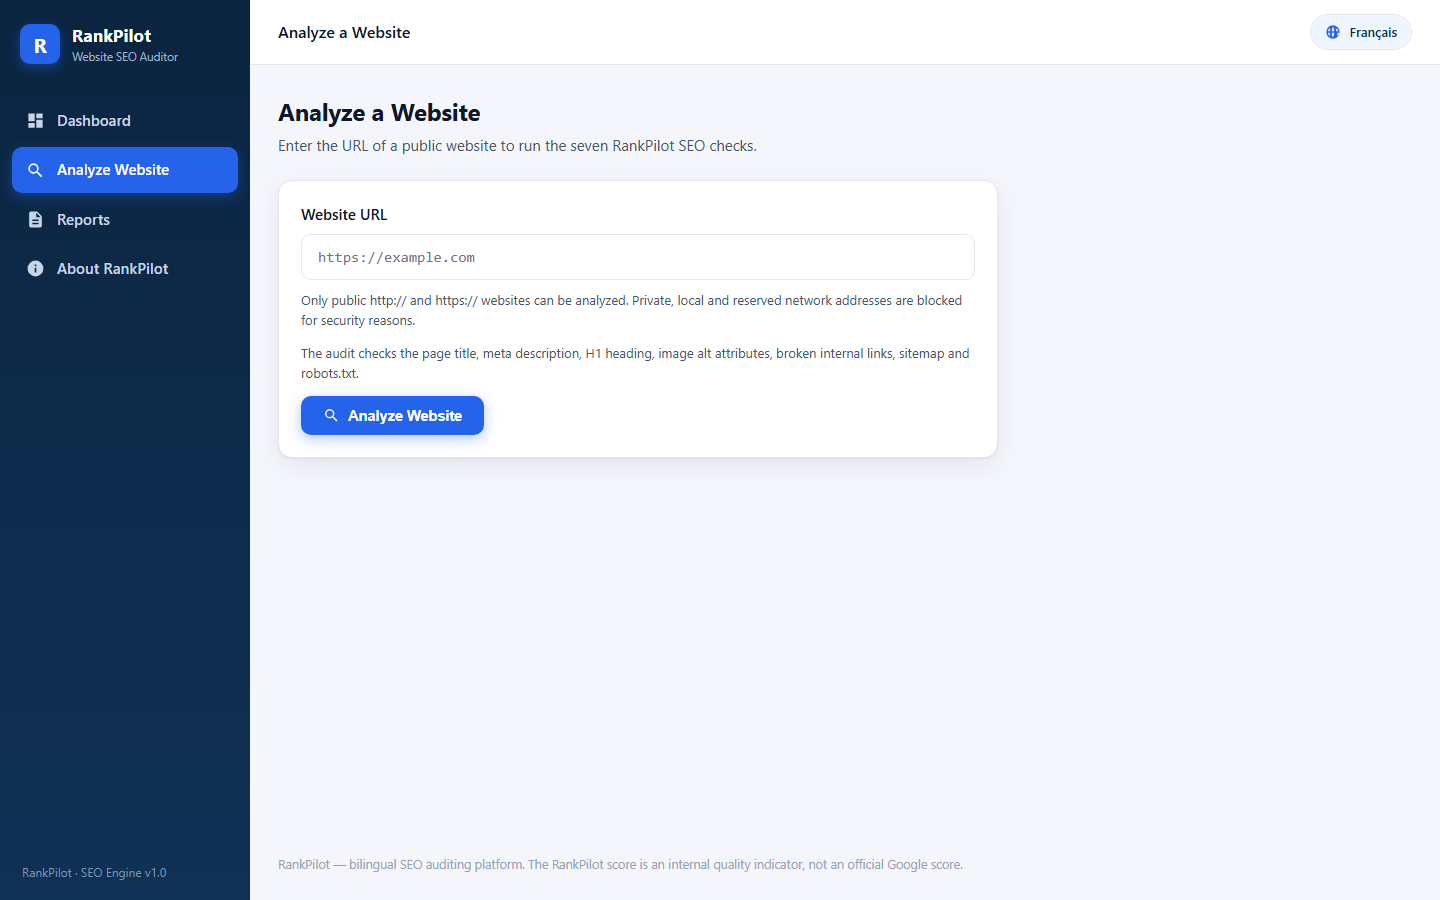 R
RankPilot
Website SEO Auditor
Dashboard
Analyze Website
Reports
About RankPilot
RankPilot · SEO Engine v1.0
Analyze a Website
Français
Analyze a Website
Enter the URL of a public website to run the seven RankPilot SEO checks.
Website URL
https://example.com
Only public http:// and https:// websites can be analyzed. Private, local and reserved network addresses are blocked
for security reasons.
The audit checks the page title, meta description, H1 heading, image alt attributes, broken internal links, sitemap and
robots.txt.
Analyze Website
RankPilot — bilingual SEO auditing platform. The RankPilot score is an internal quality indicator, not an official Google score.